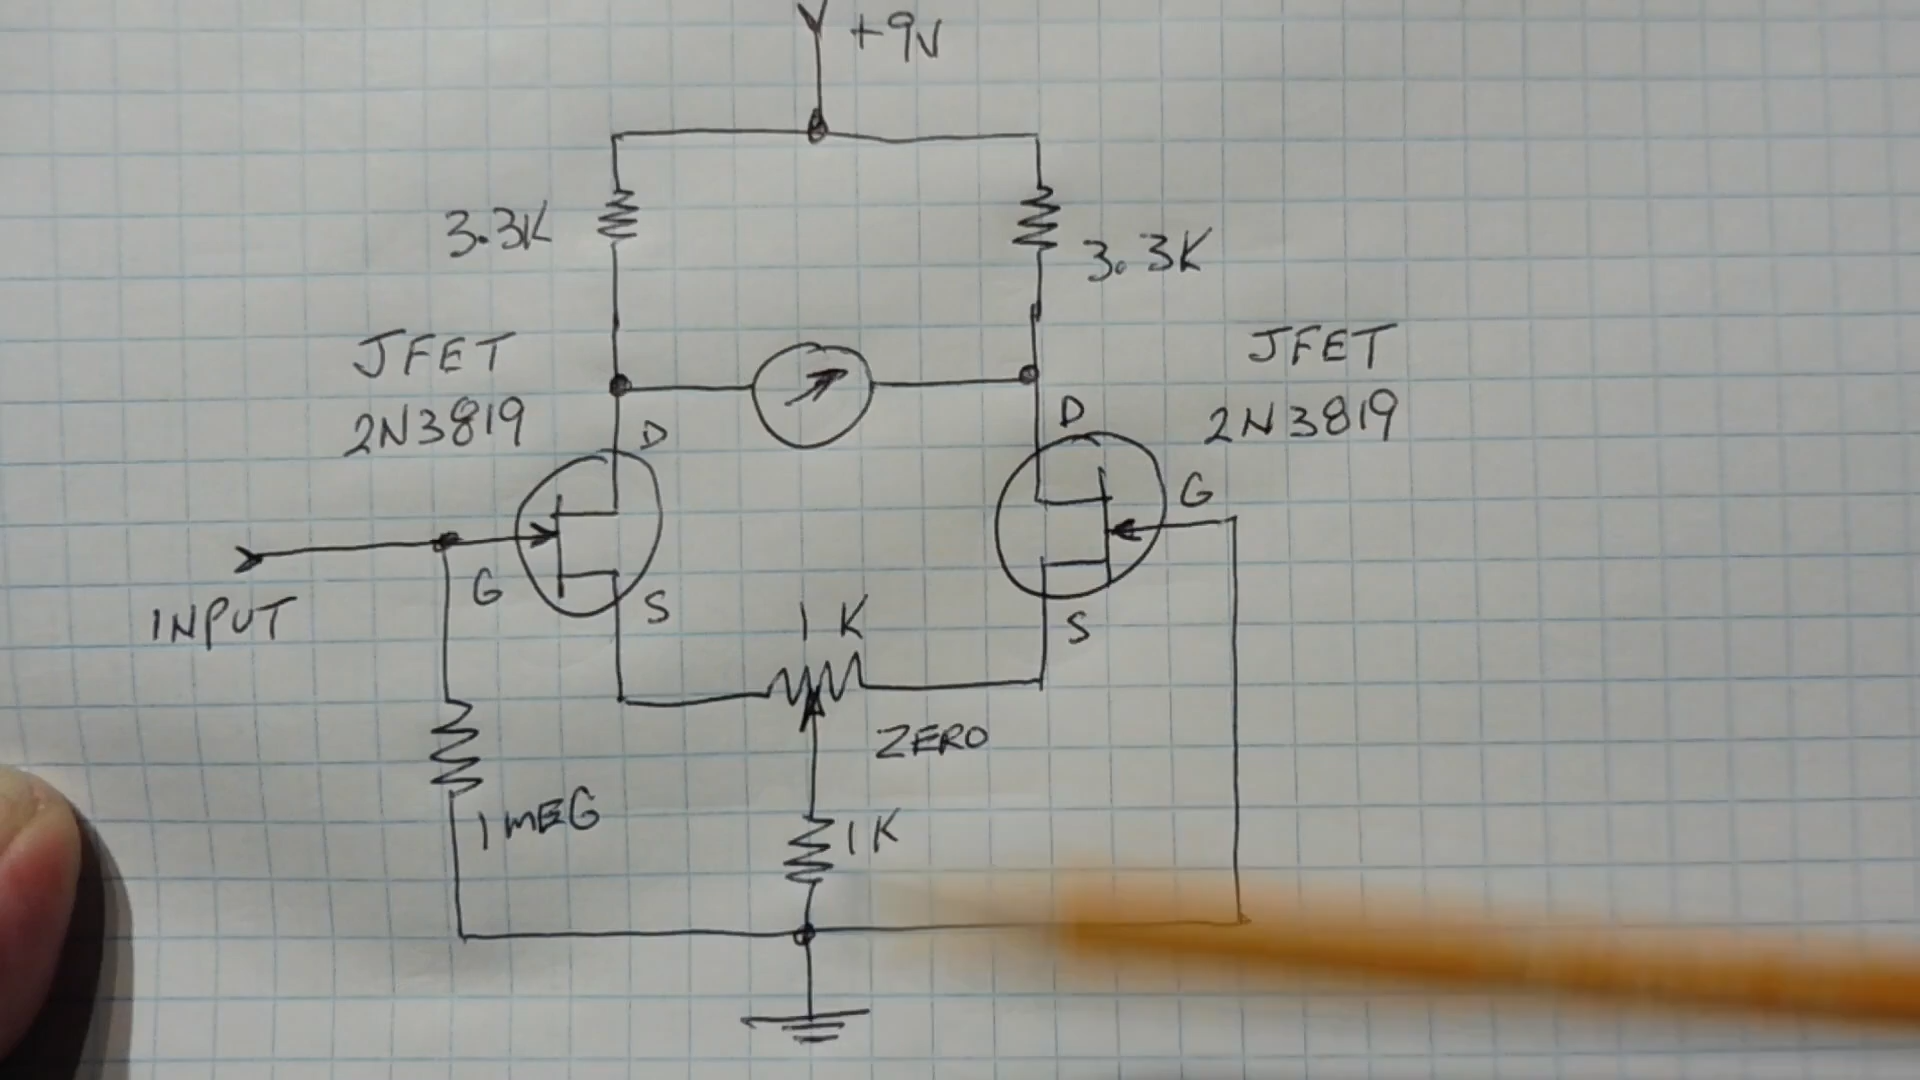 +9V
3.3K
3.3K
JFET
2N3819
JFET
2N3819
D
D
G
G
S
S
INPUT
1K
ZERO
1MEG
1K